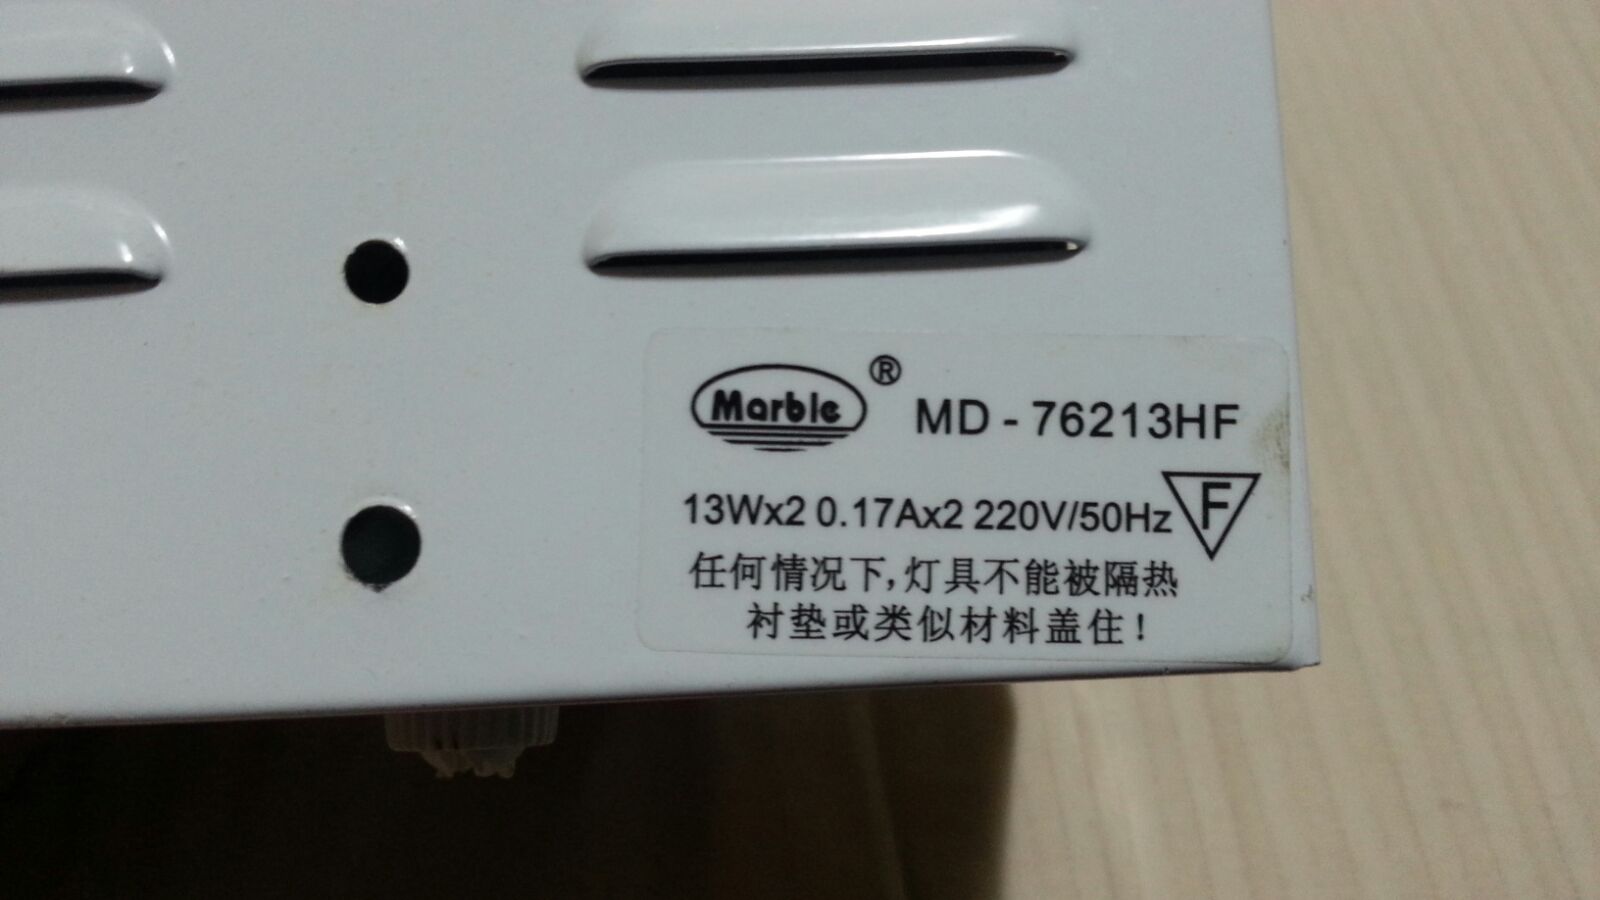 Marble ® MD-76213HF
13Wx2 0.17Ax2 220V/50Hz F
任何情况下,灯具不能被隔热
衬垫或类似材料盖住!